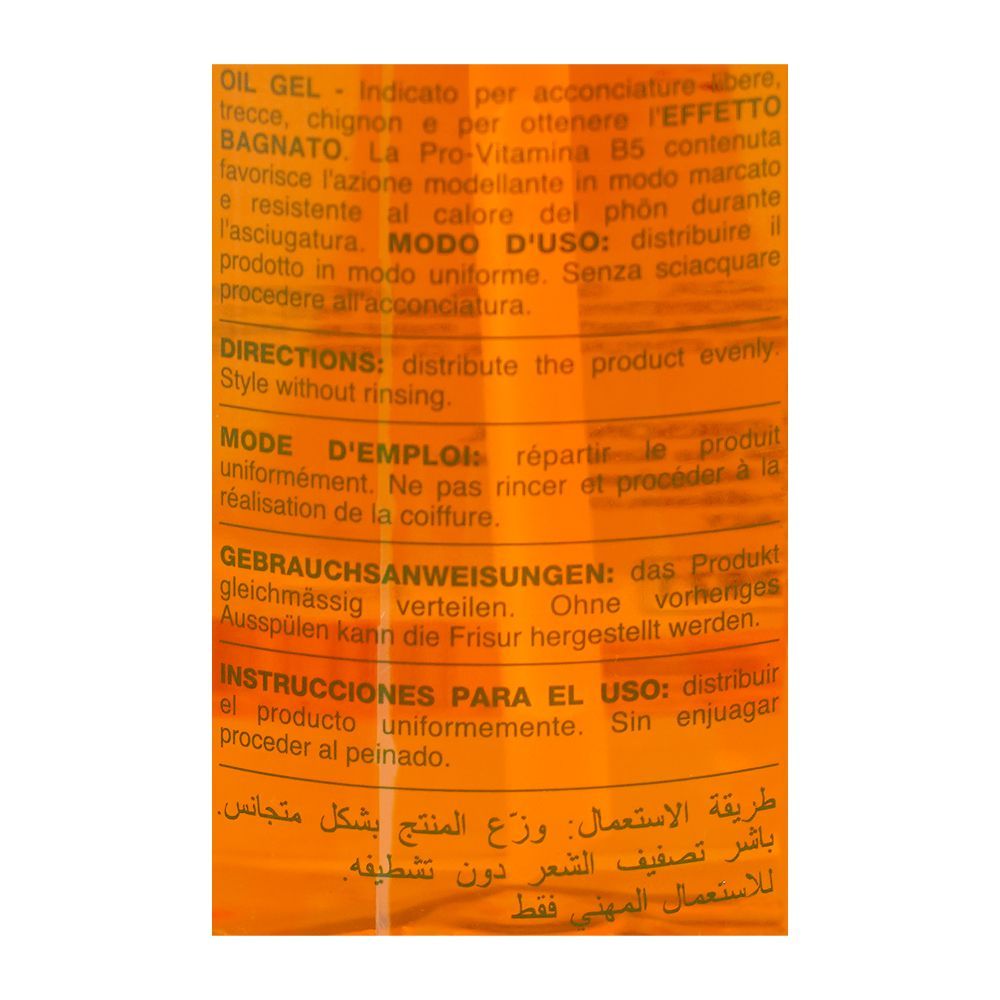 OIL GEL - Indicato per acconciature libere,
trecce, chignon e per ottenere l'EFFETTO
BAGNATO. La Pro-Vitamina B5 contenuta
favorisce l'azione modellante in modo marcato
e resistente al calore del phôn durante
l'asciugatura. MODO D'USO: distribuire il
prodotto in modo uniforme. Senza sciacquare
procedere all'acconciatura.
DIRECTIONS: distribute the product evenly.
Style without rinsing.
MODE D'EMPLOI: répartir le produit
uniformément. Ne pas rincer et procéder à la
réalisation de la coiffure.
GEBRAUCHSANWEISUNGEN: das Produkt
gleichmässig verteilen. Ohne vorheriges
Ausspülen kann die Frisur hergestellt werden.
INSTRUCCIONES PARA EL USO: distribuir
el producto uniformemente. Sin enjuagar
proceder al peinado.
طريقة الاستعمال: وزّع المنتج بشكل متجانس.
باشر تصفيف الشعر دون تشطيفه.
للاستعمال المهني فقط